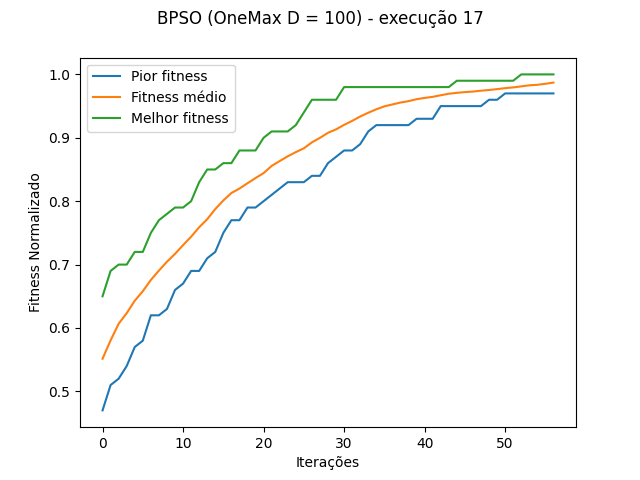 BPSO (OneMax D = 100) - execução 17
Pior fitness
Fitness médio
Melhor fitness
Fitness Normalizado
1.0
0.9
0.8
0.7
0.6
0.5
0 10 20 30 40 50
Iterações